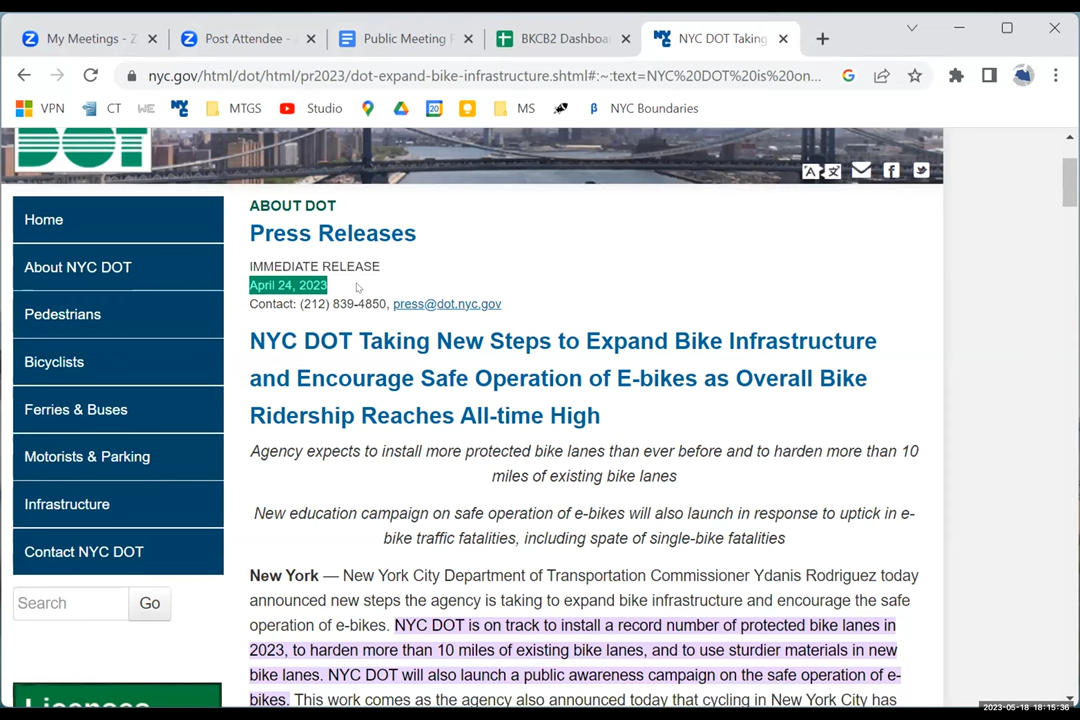 My Meetings - Z
Post Attendee -
Public Meeting
BKCB2 Dashboa
NYC DOT Taking
nyc.gov/html/dot/html/pr2023/dot-expand-bike-infrastructure.shtml#:~:text=NYC%20DOT%20is%20on...
VPN
CT
WE
MTGS
Studio
MS
β
NYC Boundaries
DOT
Home
About NYC DOT
Pedestrians
Bicyclists
Ferries & Buses
Motorists & Parking
Infrastructure
Contact NYC DOT
Search
Go
Licenses
ABOUT DOT
Press Releases
IMMEDIATE RELEASE
April 24, 2023
Contact: (212) 839-4850, press@dot.nyc.gov
NYC DOT Taking New Steps to Expand Bike Infrastructure
and Encourage Safe Operation of E-bikes as Overall Bike
Ridership Reaches All-time High
Agency expects to install more protected bike lanes than ever before and to harden more than 10
miles of existing bike lanes
New education campaign on safe operation of e-bikes will also launch in response to uptick in e-
bike traffic fatalities, including spate of single-bike fatalities
New York — New York City Department of Transportation Commissioner Ydanis Rodriguez today
announced new steps the agency is taking to expand bike infrastructure and encourage the safe
operation of e-bikes. NYC DOT is on track to install a record number of protected bike lanes in
2023, to harden more than 10 miles of existing bike lanes, and to use sturdier materials in new
bike lanes. NYC DOT will also launch a public awareness campaign on the safe operation of e-
bikes. This work comes as the agency also announced today that cycling in New York City has
2023-05-18 18:15:36